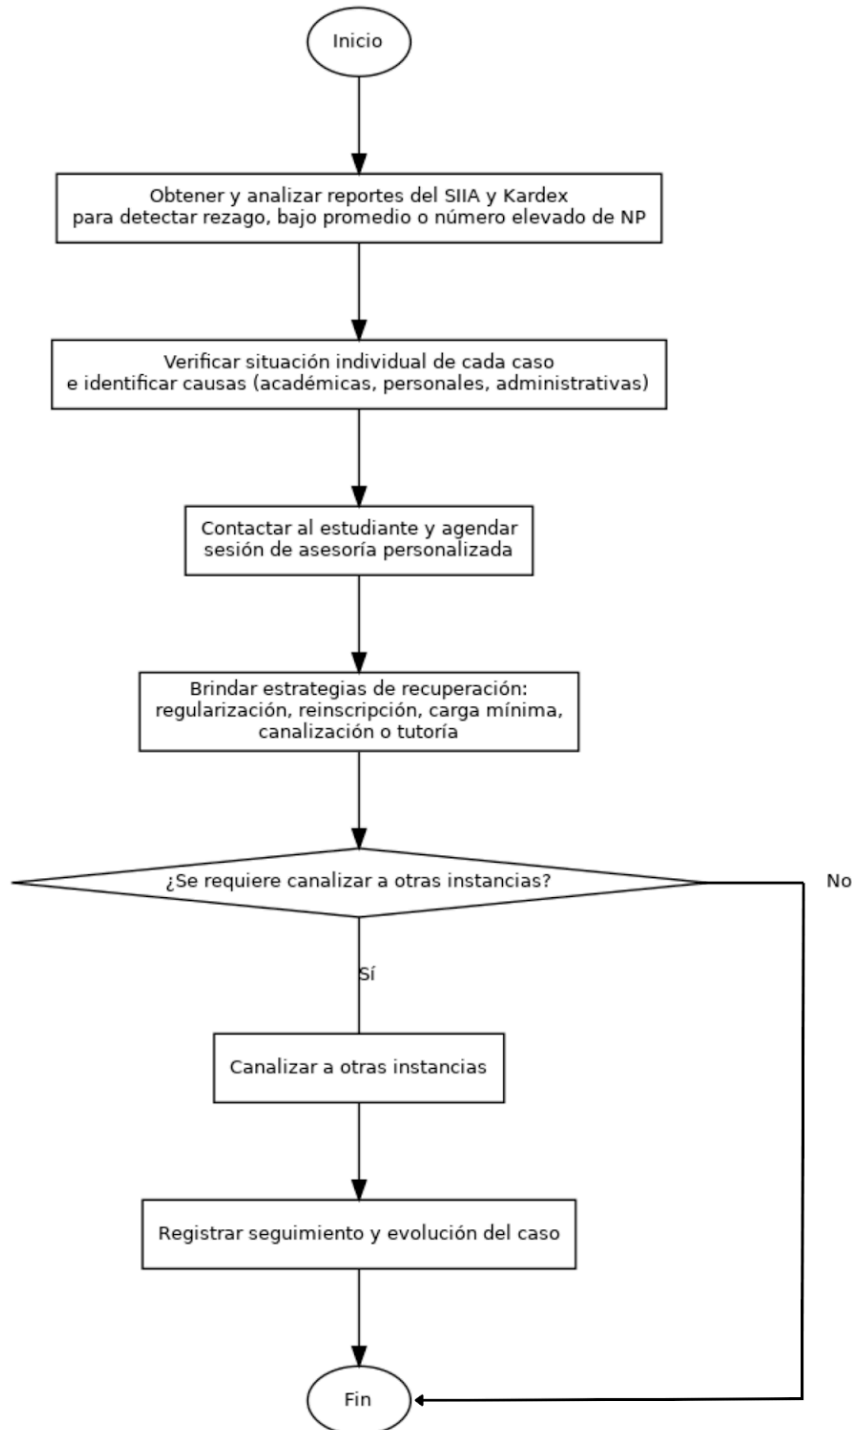 Inicio
Obtener y analizar reportes del SIIA y Kardex
para detectar rezago, bajo promedio o número elevado de NP
Verificar situación individual de cada caso
e identificar causas (académicas, personales, administrativas)
Contactar al estudiante y agendar
sesión de asesoría personalizada
Brindar estrategias de recuperación:
regularización, reinscripción, carga mínima,
canalización o tutoría
¿Se requiere canalizar a otras instancias?
No
Sí
Canalizar a otras instancias
Registrar seguimiento y evolución del caso
Fin